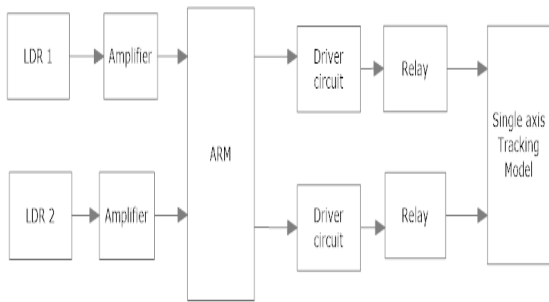 LDR 1
Amplifier
ARM
Driver
circuit
Relay
Single axis
Tracking
Model
LDR 2
Amplifier
Driver
circuit
Relay